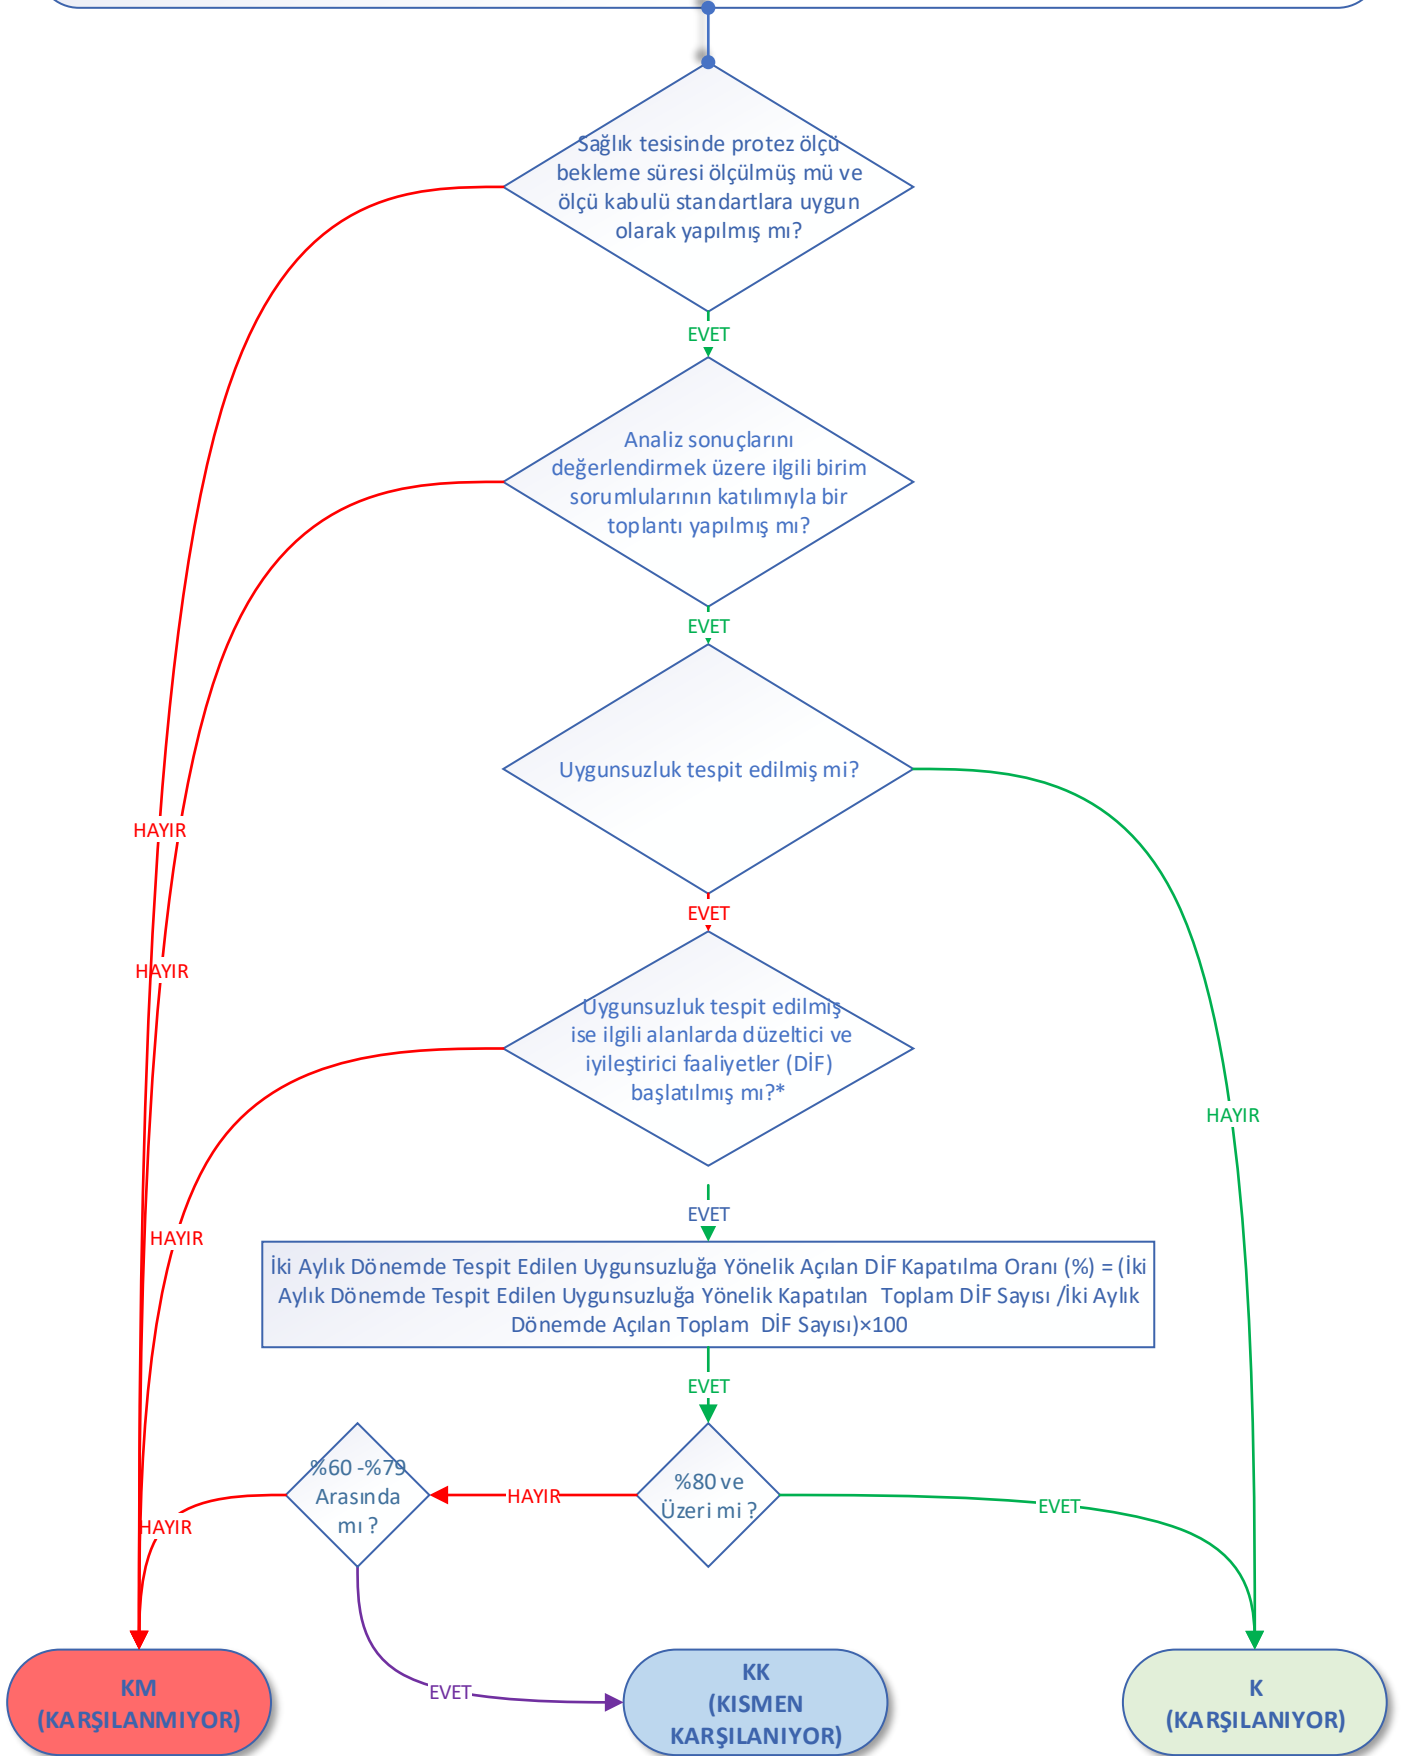 Sağlık tesisinde protez ölçü
bekleme süresi ölçülmüş mü ve
ölçü kabulü standartlara uygun
olarak yapılmış mı?
EVET
Analiz sonuçlarını
değerlendirmek üzere ilgili birim
sorumlularının katılımıyla bir
toplantı yapılmış mı?
EVET
Uygunsuzluk tespit edilmiş mi?
HAYIR
EVET
HAYIR
Uygunsuzluk tespit edilmiş
ise ilgili alanlarda düzeltici ve
iyileştirici faaliyetler (DİF)
başlatılmış mı?*
HAYIR
EVET
HAYIR
İki Aylık Dönemde Tespit Edilen Uygunsuzluğa Yönelik Açılan DİF Kapatılma Oranı (%) = (İki
Aylık Dönemde Tespit Edilen Uygunsuzluğa Yönelik Kapatılan Toplam DİF Sayısı /İki Aylık
Dönemde Açılan Toplam DİF Sayısı)×100
EVET
%60 -%79
Arasında
mı ?
HAYIR
%80 ve
Üzeri mi ?
EVET
HAYIR
EVET
KM
(KARŞILANMIYOR)
KK
(KISMEN
KARŞILANIYOR)
K
(KARŞILANIYOR)